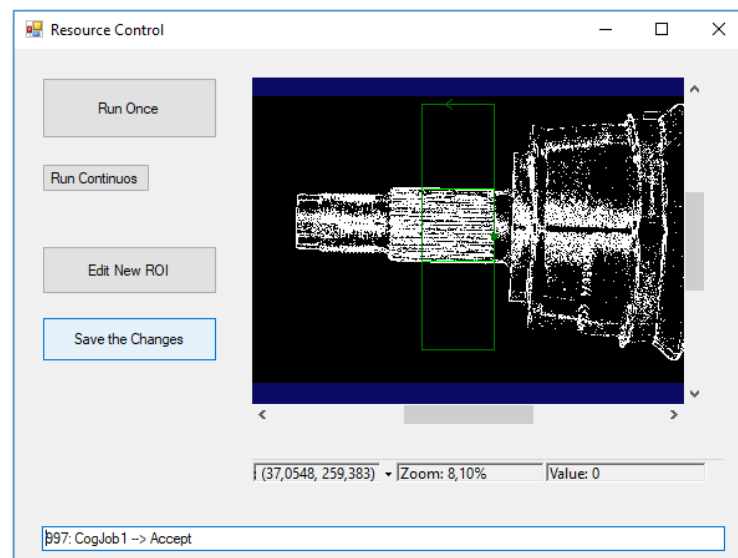 Resource Control
Run Once
Run Continuos
Edit New ROI
Save the Changes
(37,0548, 259,383)
Zoom: 8,10%
Value: 0
997: CogJob1 --> Accept